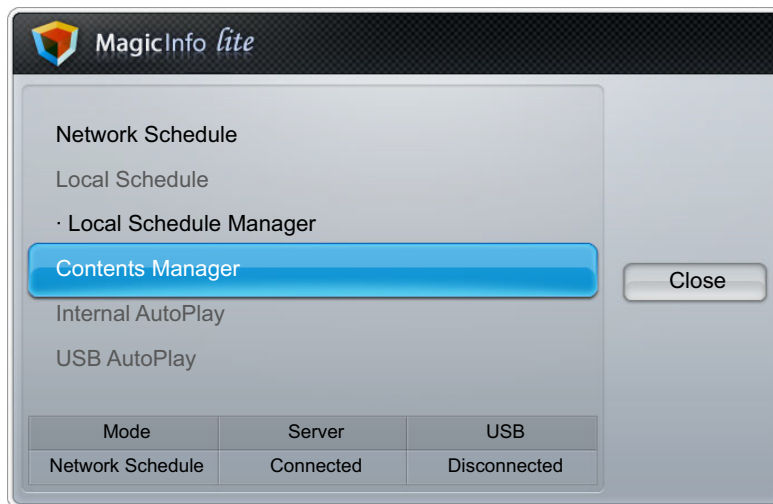 MagicInfo lite
Network Schedule
Local Schedule
· Local Schedule Manager
Contents Manager
Close
Internal AutoPlay
USB AutoPlay
Mode Server USB
Network Schedule Connected Disconnected